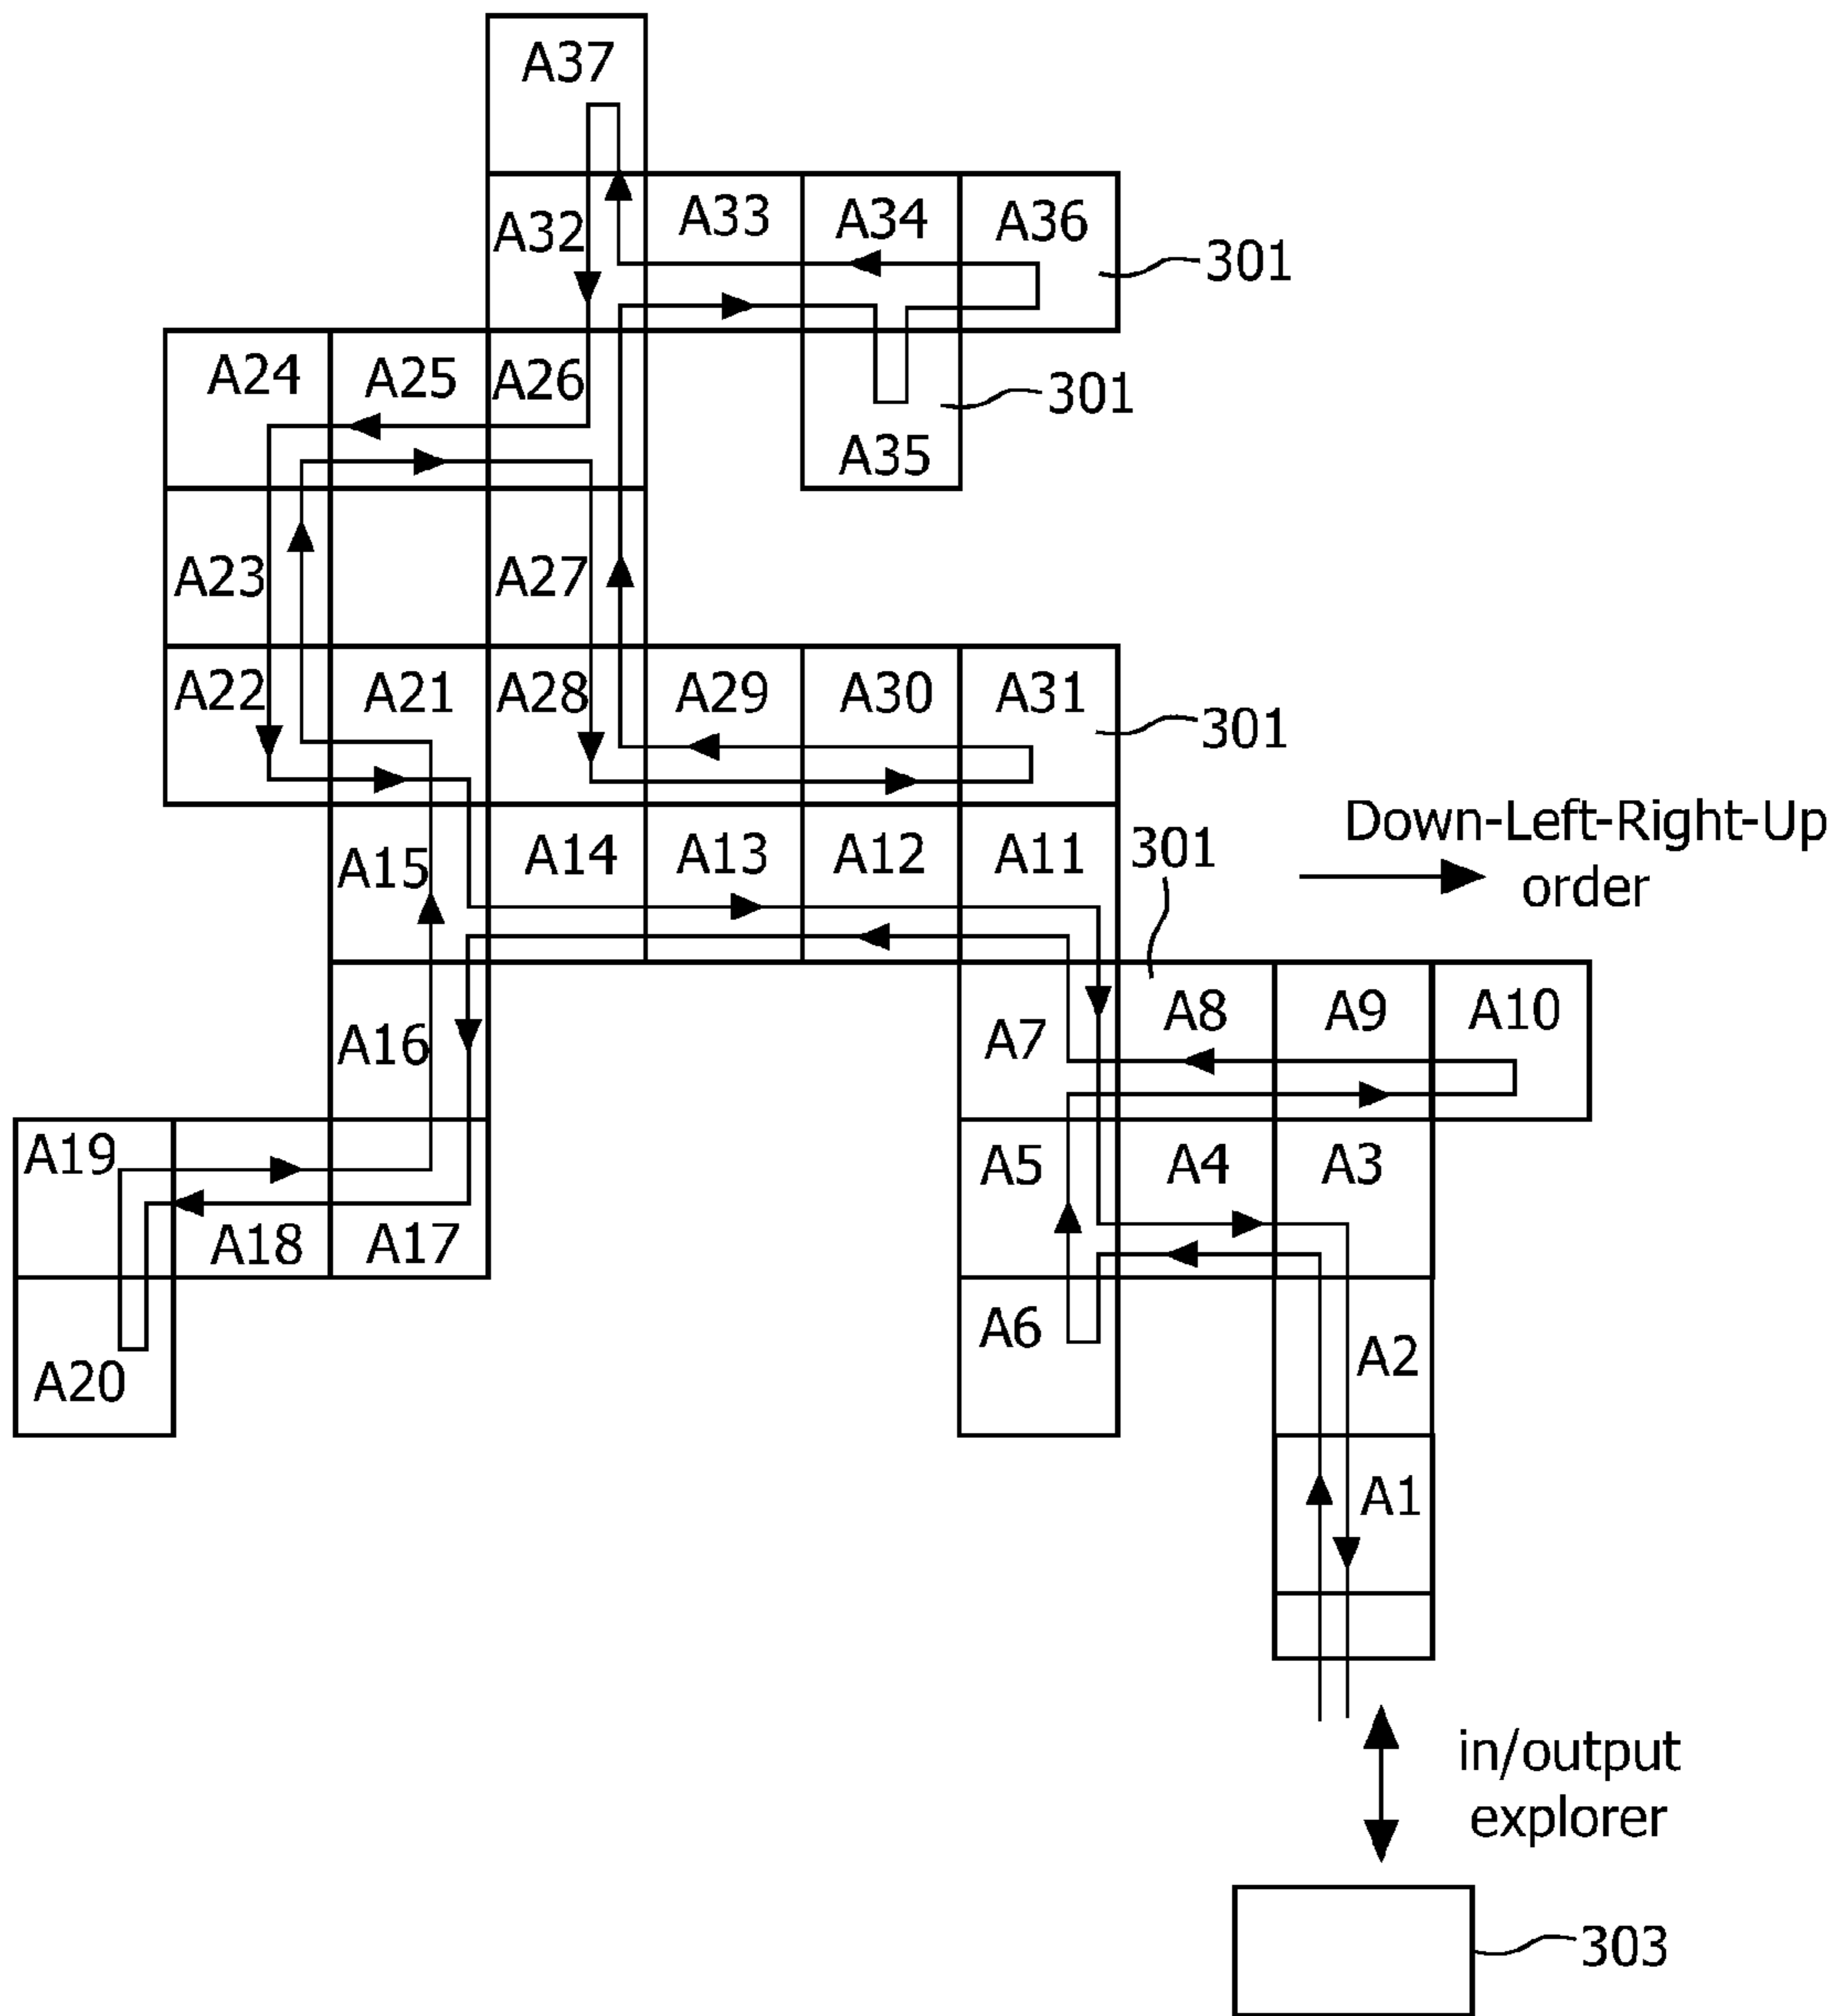 A37
A32 A33 A34 A36
301
A24 A25 A26
301
A35
A23 A27
A22 A21 A28 A29 A30 A31
301
A15 A14 A13 A12 A11
301
Down-Left-Right-Up
order
A16 A7 A8 A9 A10
A19 A5 A4 A3
A18 A17
A20 A6 A2
A1
in/output
explorer
303